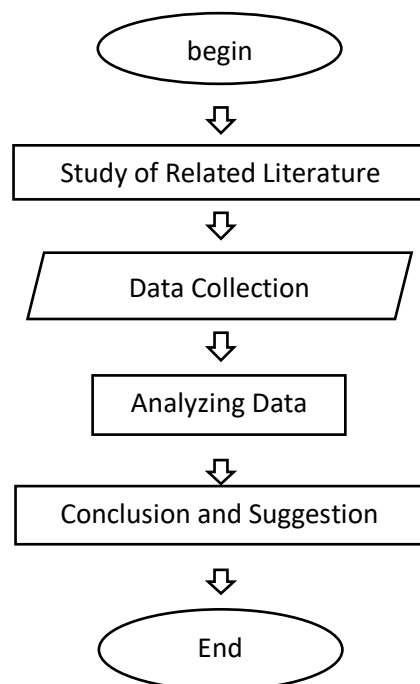 begin
Study of Related Literature
Data Collection
Analyzing Data
Conclusion and Suggestion
End